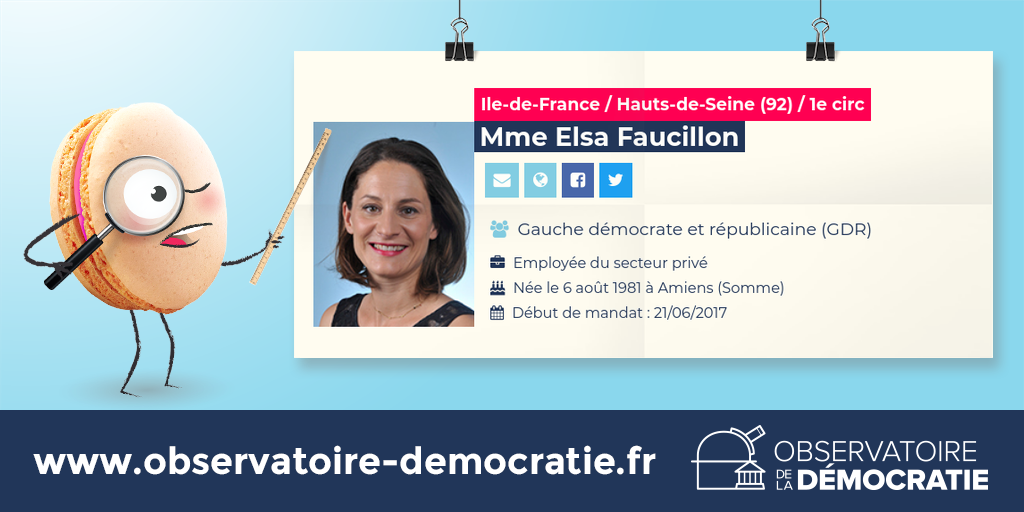 Ile-de-France / Hauts-de-Seine (92) / 1e circ
Mme Elsa Faucillon
Gauche démocrate et républicaine (GDR)
Employée du secteur privé
Née le 6 août 1981 à Amiens (Somme)
Début de mandat : 21/06/2017
www.observatoire-democratie.fr
OBSERVATOIRE
DE LA DÉMOCRATIE